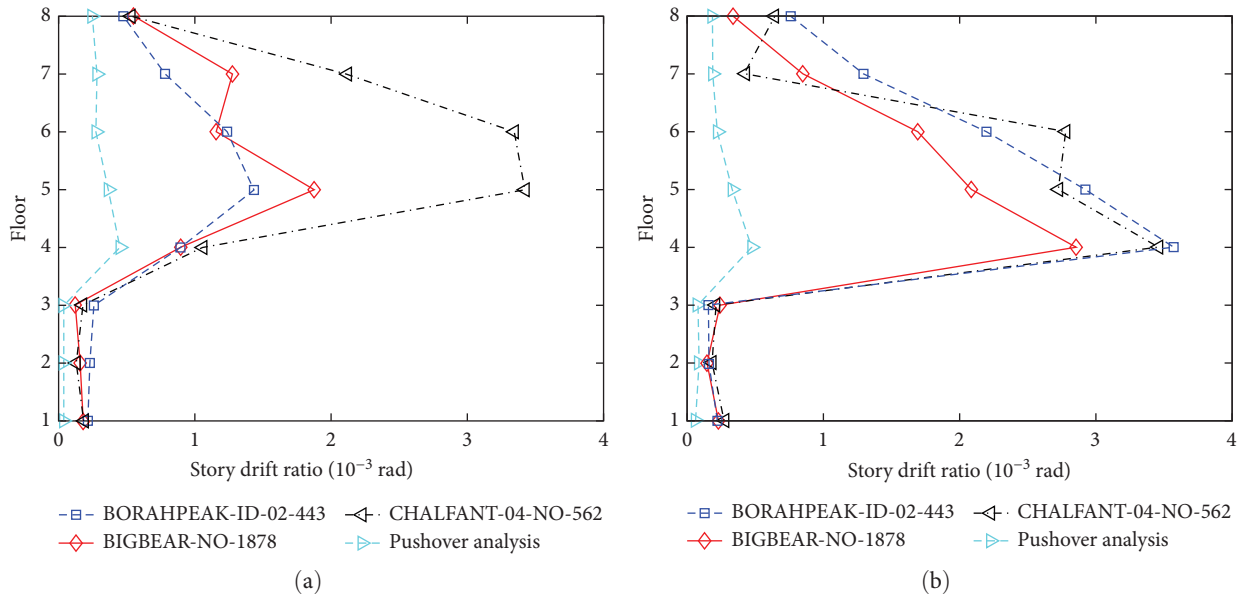 8
7
6
5
4
3
2
1
Floor
0 1 2 3 4
Story drift ratio (10⁻³ rad)
BORAHPEAK-ID-02-443 CHALFANT-04-NO-562
BIGBEAR-NO-1878 Pushover analysis
(a)
8
7
6
5
4
3
2
1
Floor
0 1 2 3 4
Story drift ratio (10⁻³ rad)
BORAHPEAK-ID-02-443 CHALFANT-04-NO-562
BIGBEAR-NO-1878 Pushover analysis
(b)